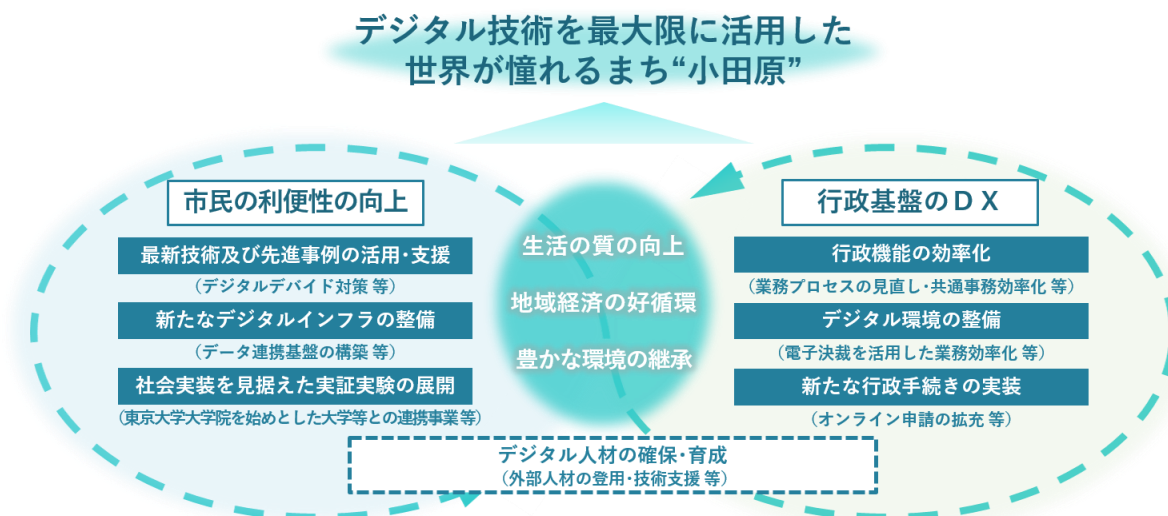 デジタル技術を最大限に活用した
世界が憧れるまち“小田原”
市民の利便性の向上
最新技術及び先進事例の活用・支援
（デジタルデバイド対策 等）
新たなデジタルインフラの整備
（データ連携基盤の構築 等）
社会実装を見据えた実証実験の展開
（東京大学大学院を始めとした大学等との連携事業 等）
生活の質の向上
地域経済の好循環
豊かな環境の継承
行政基盤のＤＸ
行政機能の効率化
（業務プロセスの見直し・共通事務効率化 等）
デジタル環境の整備
（電子決裁を活用した業務効率化 等）
新たな行政手続きの実装
（オンライン申請の拡充 等）
デジタル人材の確保・育成
（外部人材の登用・技術支援 等）